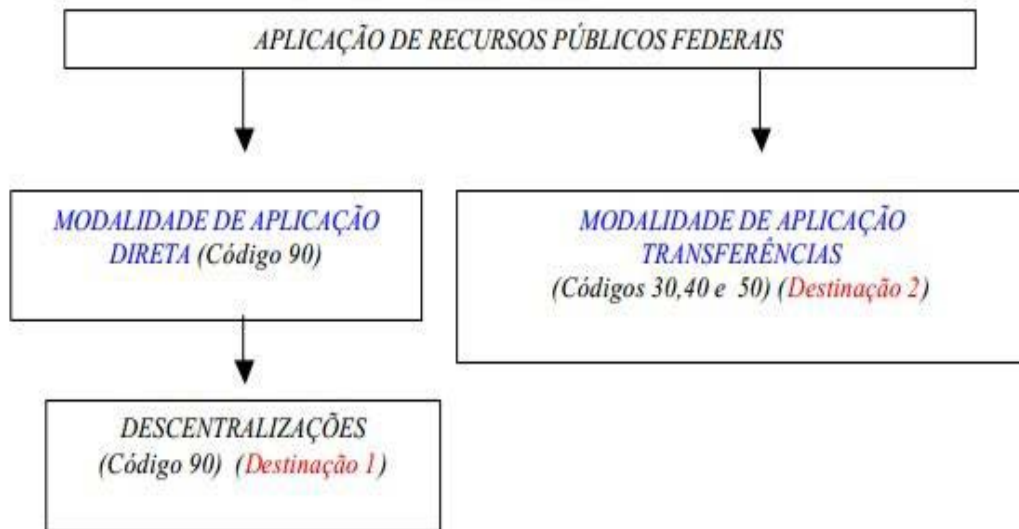 APLICAÇÃO DE RECURSOS PÚBLICOS FEDERAIS
MODALIDADE DE APLICAÇÃO
DIRETA (Código 90)
MODALIDADE DE APLICAÇÃO
TRANSFERÊNCIAS
(Códigos 30,40 e 50) (Destinação 2)
DESCENTRALIZAÇÕES
(Código 90) (Destinação 1)